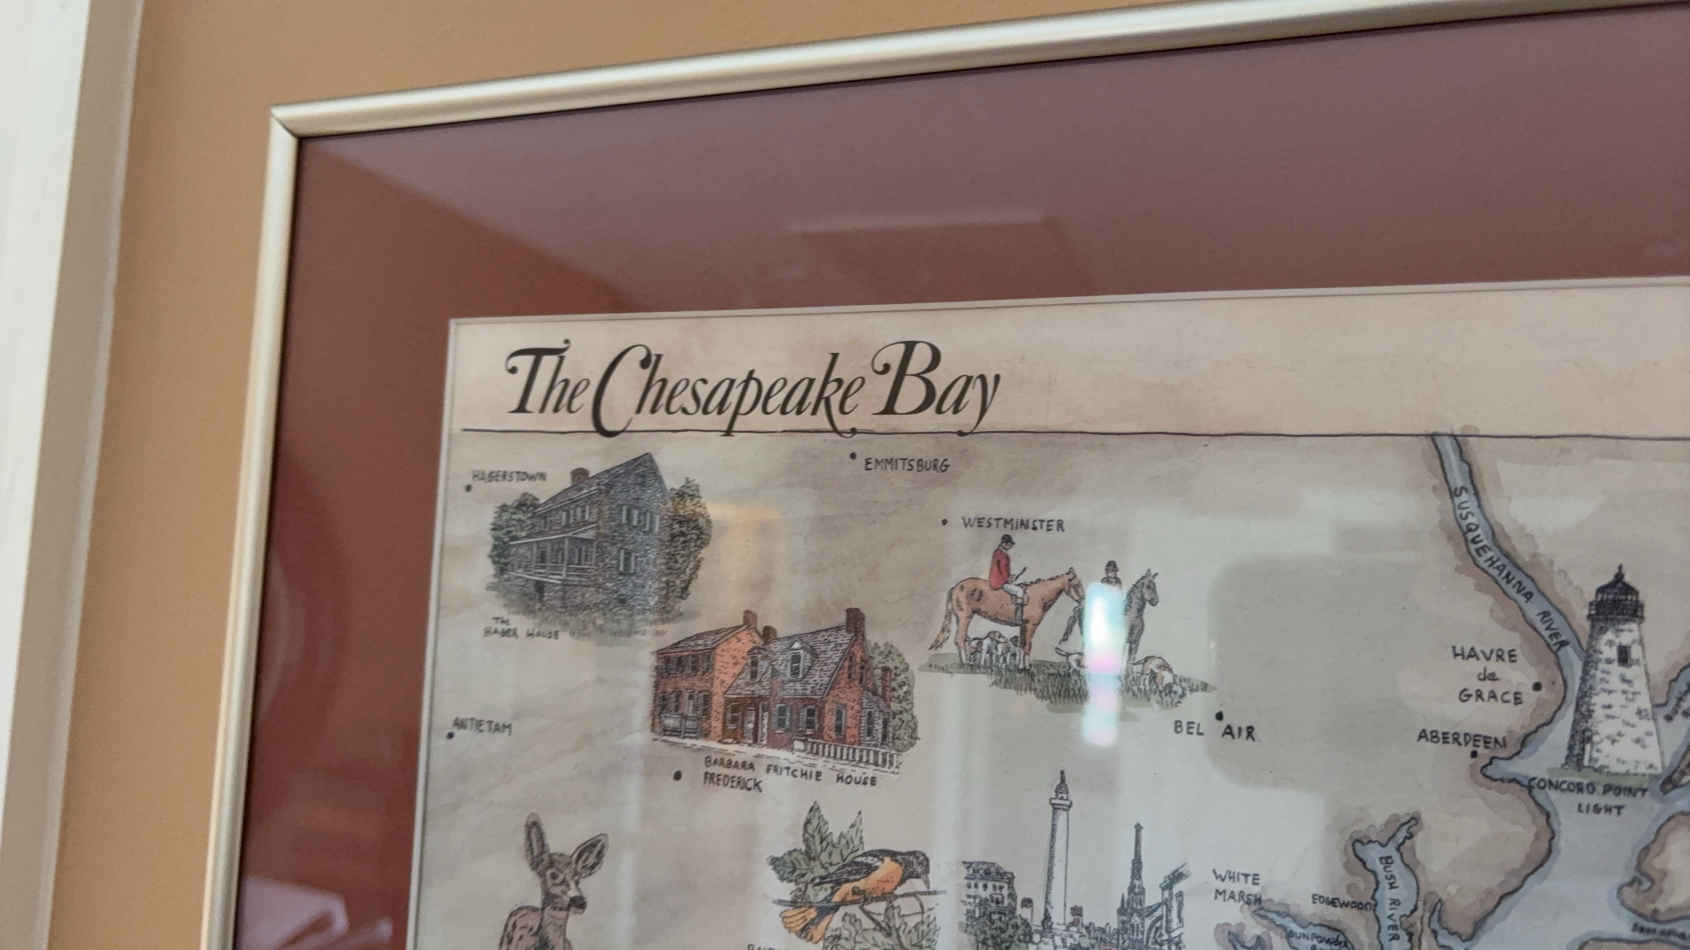 The Chesapeake Bay
HAGERSTOWN
EMMITSBURG
WESTMINSTER
SUSQUEHANNA RIVER
THE
HAGER HOUSE
HAVRE
de
GRACE
ANTIETAM
BEL AIR
ABERDEEN
BARBARA FRITCHIE HOUSE
FREDERICK
CONCORD POINT
LIGHT
WHITE
MARSH
EDGEWOOD
BUSH RIVER
GUNPOWDER